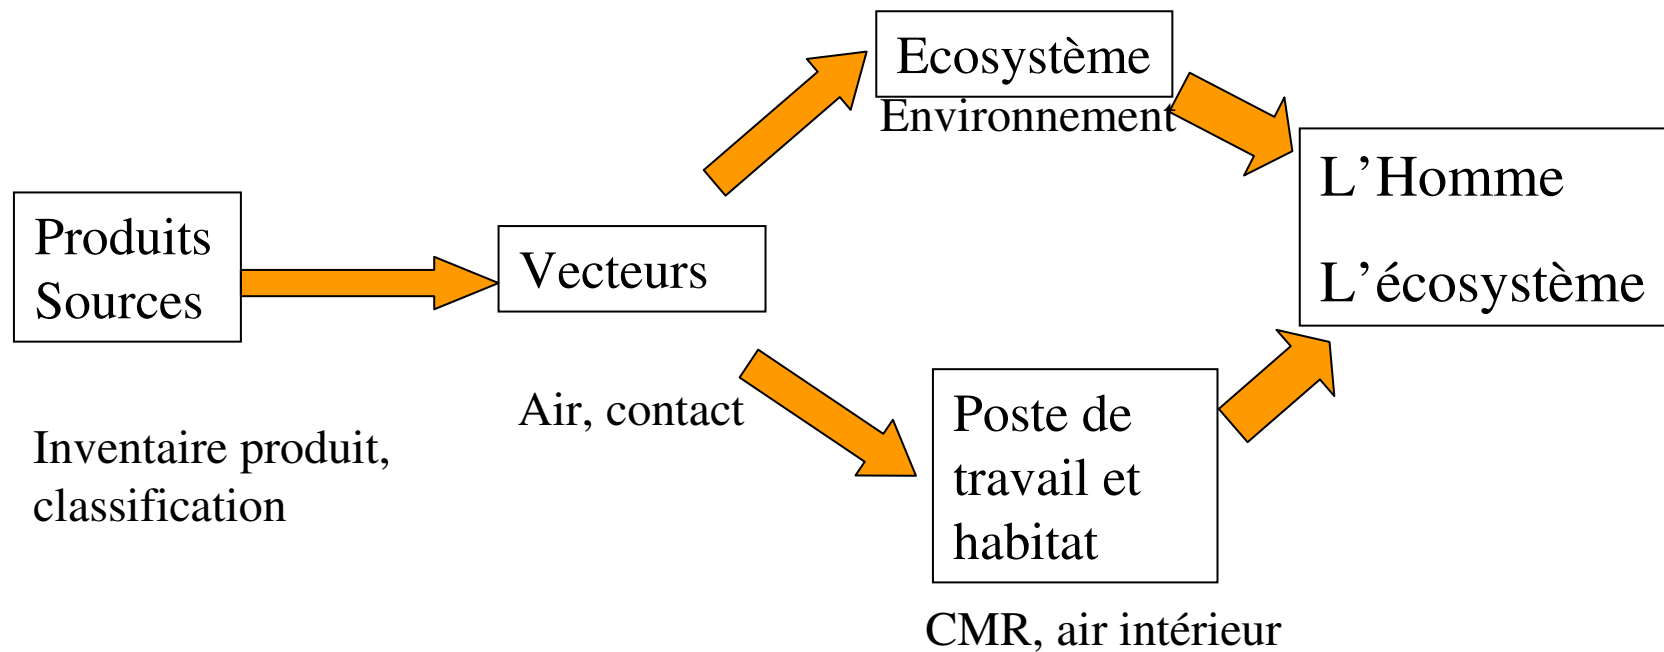 Produits
Sources
Inventaire produit,
classification
Vecteurs
Air, contact
Ecosystème
Environnement
Poste de
travail et
habitat
CMR, air intérieur
L’Homme
L’écosystème